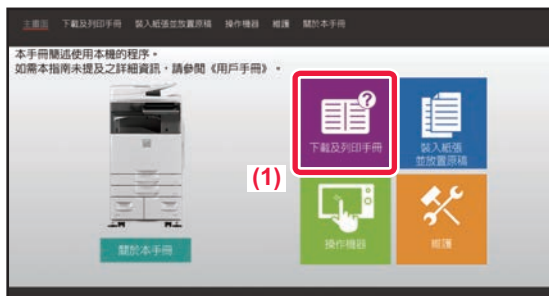 主畫面 下載及列印手冊 裝入紙張並放置原稿 操作機器 維護 關於本手冊
本手冊簡述使用本機的程序。
如需本指南未提及之詳細資訊，請參閱《用戶手冊》。
下載及列印手冊
裝入紙張
並放置原稿
(1)
操作機器
維護
關於本手冊